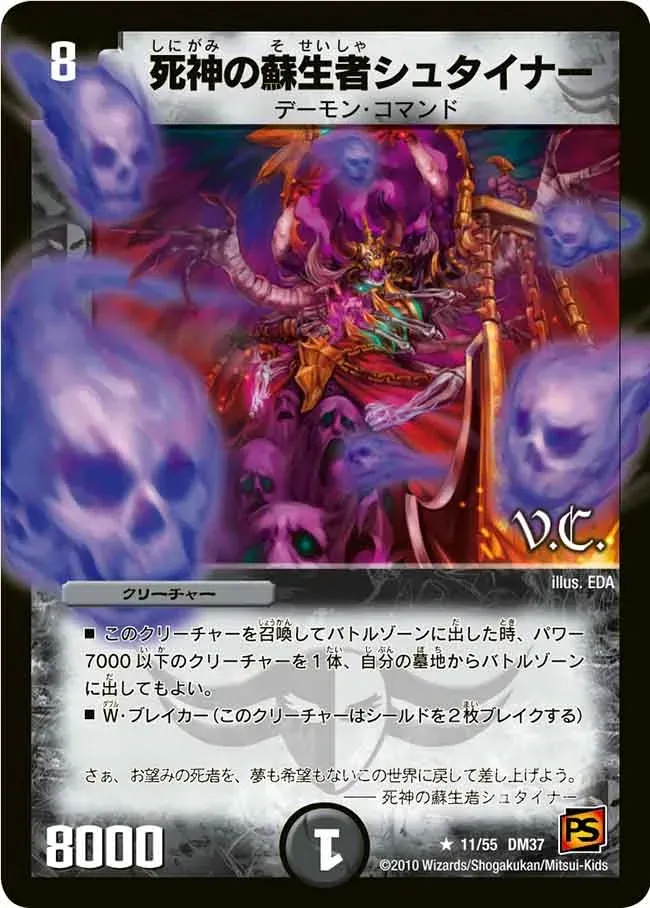 8
しにがみ そせいしゃ
死神の蘇生者シュタイナー
デーモン・コマンド
V.C.
illus. EDA
クリーチャー
■ このクリーチャーを召喚してバトルゾーンに出した時、パワー
7000以下のクリーチャーを1体、自分の墓地からバトルゾーン
に出してもよい。
■ W・ブレイカー(このクリーチャーはシールドを2枚ブレイクする)
さぁ、お望みの死者を、夢も希望もないこの世界に戻して差し上げよう。
―― 死神の蘇生者シュタイナー
8000
1
PS
★ 11/55 DM37
©2010 Wizards/Shogakukan/Mitsui-Kids